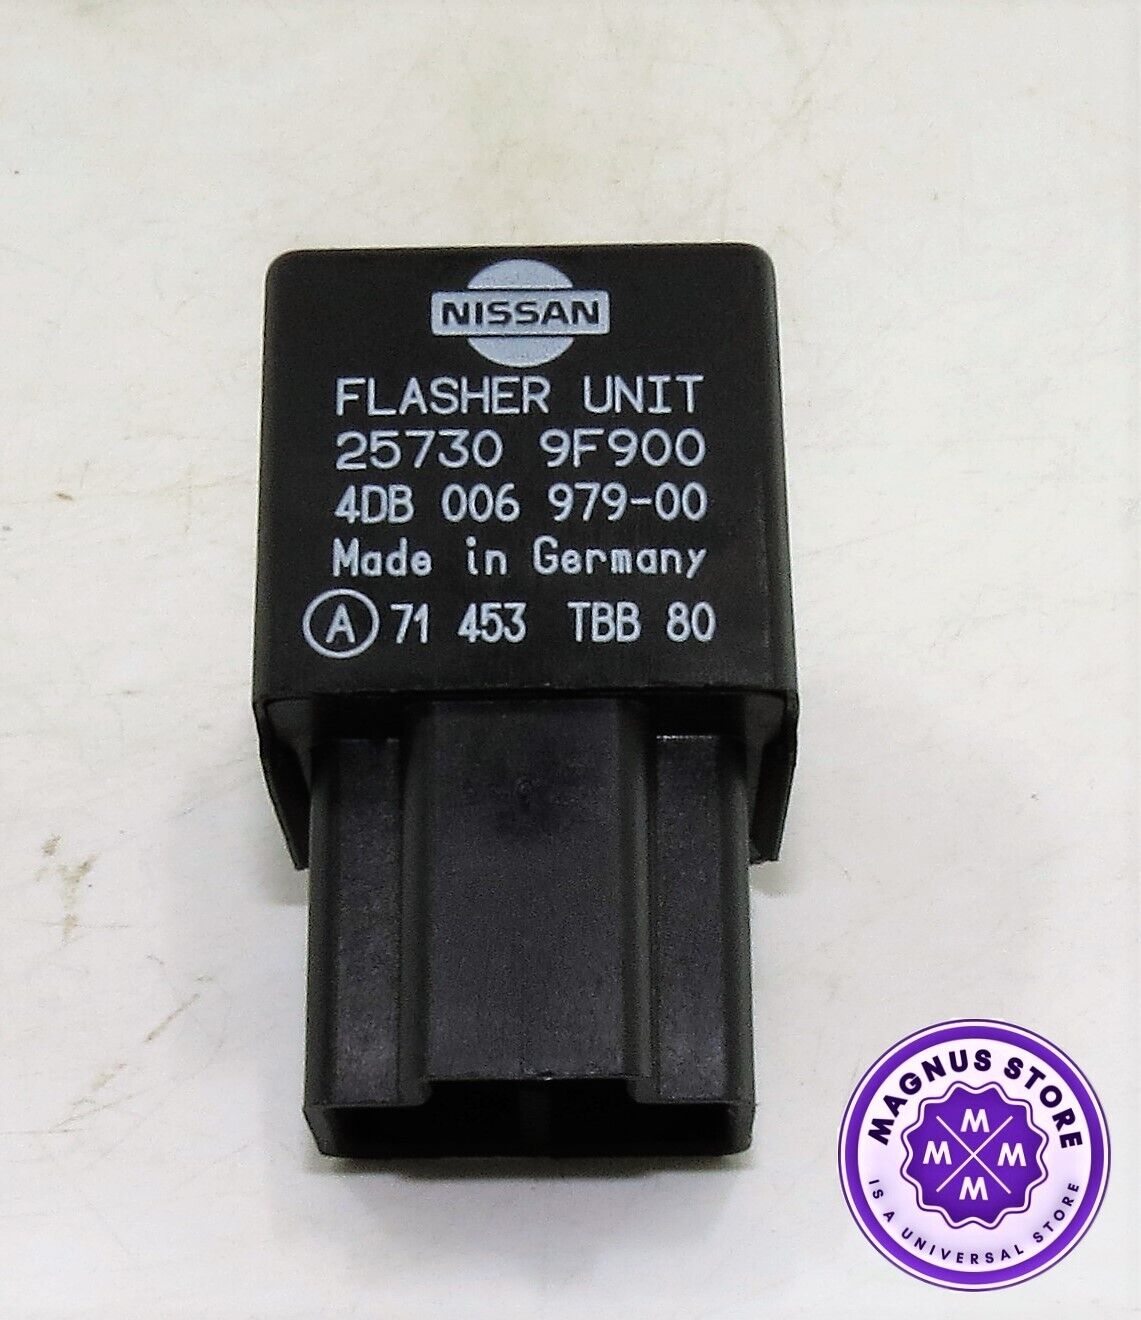 NISSAN
FLASHER UNIT
25730 9F900
4DB 006 979-00
Made in Germany
A 71 453 TBB 80
MAGNUS STORE
M
M M
M
IS A UNIVERSAL STORE